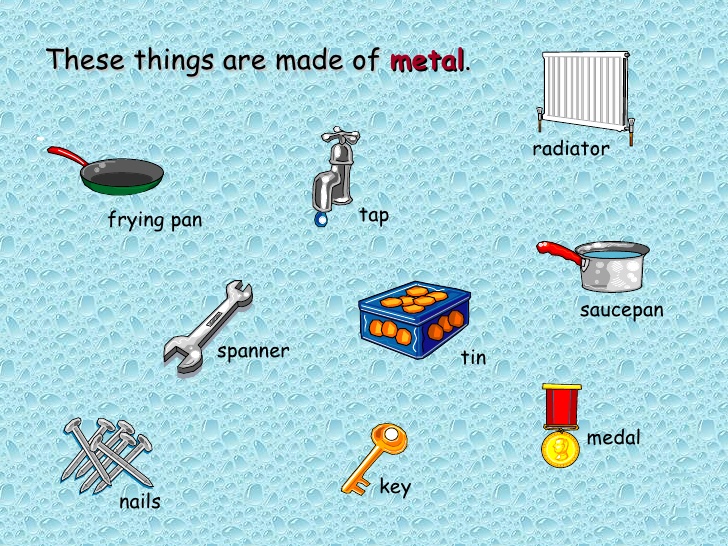 These things are made of metal.
radiator
frying pan
tap
saucepan
spanner
tin
medal
key
nails